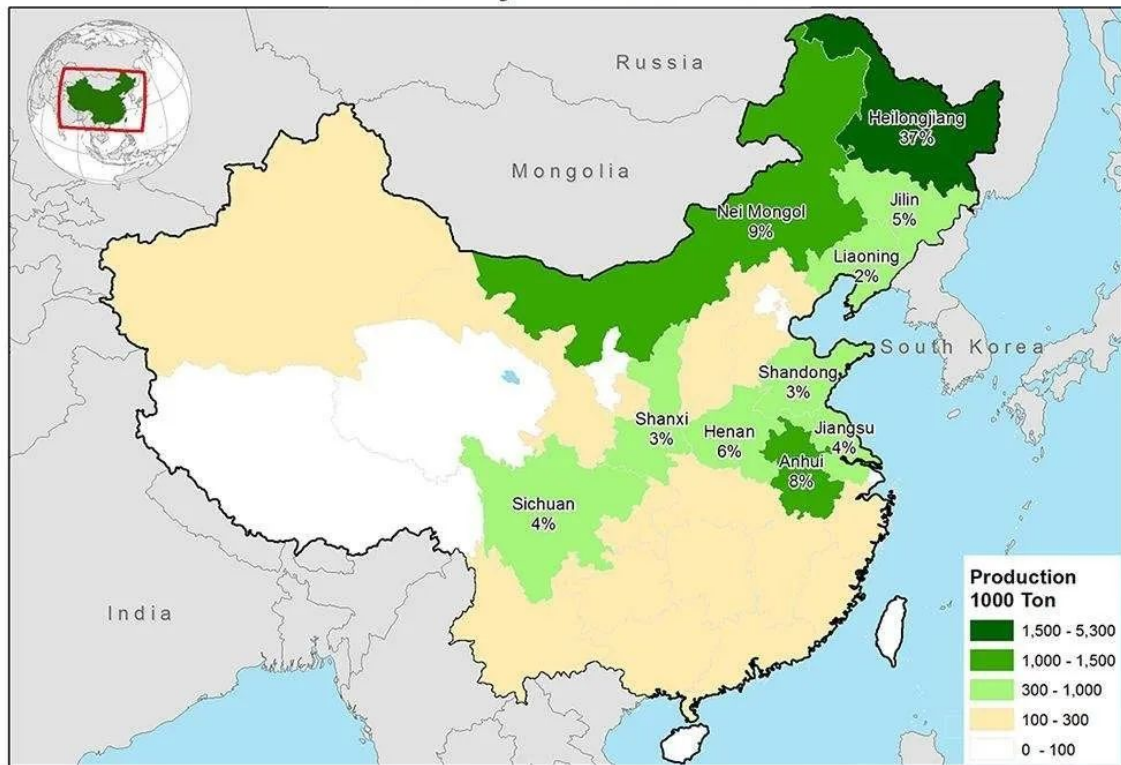 Russia
Heilongjiang
37%
Mongolia
Nei Mongol
9%
Jilin
5%
Liaoning
2%
South Korea
Shandong
3%
Shanxi
3%
Henan
6%
Jiangsu
4%
Anhui
8%
Sichuan
4%
India
Production
1000 Ton
1,500 - 5,300
1,000 - 1,500
300 - 1,000
100 - 300
0 - 100